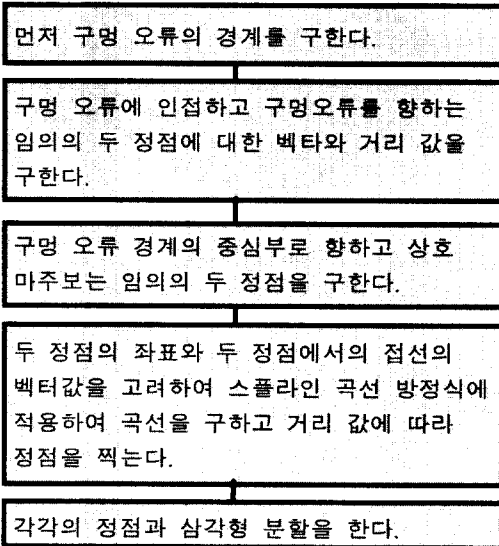 먼저 구멍 오류의 경계를 구한다.
구멍 오류에 인접하고 구멍오류를 향하는
임의의 두 정점에 대한 벡타와 거리 값을
구한다.
구멍 오류 경계의 중심부로 향하고 상호
마주보는 임의의 두 정점을 구한다.
두 정점의 좌표와 두 정점에서의 접선의
벡터값을 고려하여 스플라인 곡선 방정식에
적용하여 곡선을 구하고 거리 값에 따라
정점을 찍는다.
각각의 정점과 삼각형 분할을 한다.